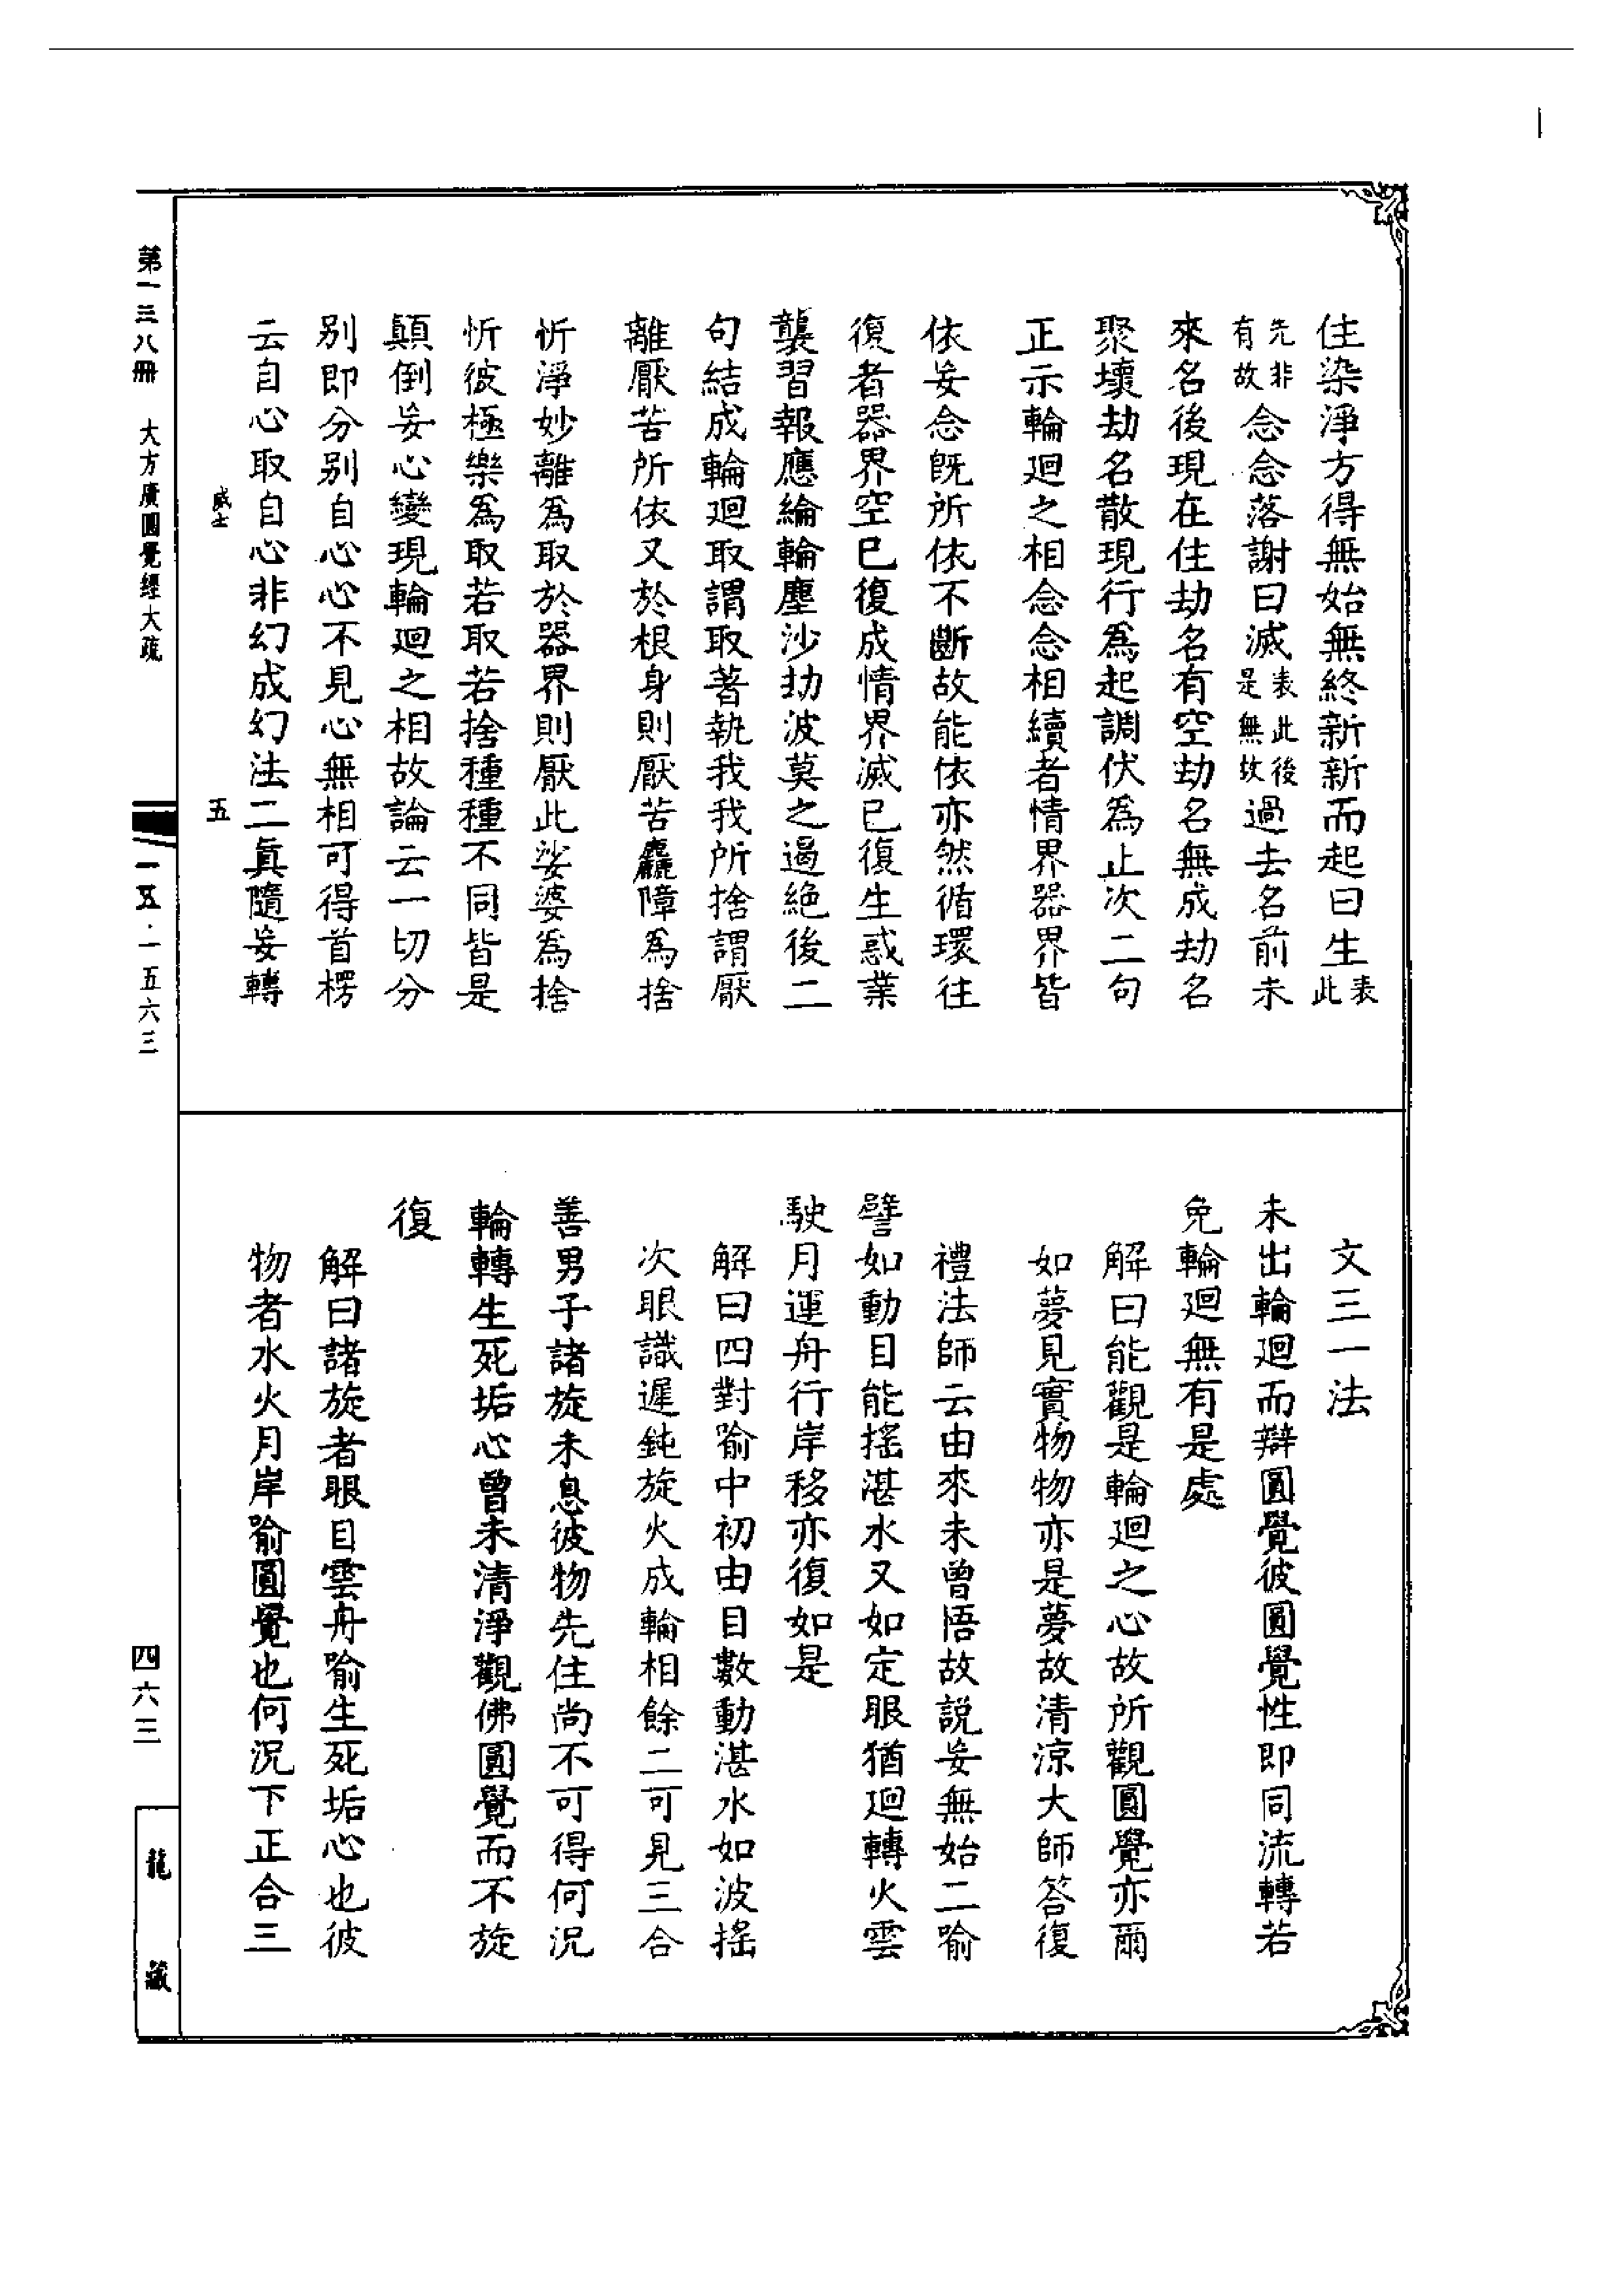 住染淨方得無始無終新新而起曰生表此
先非有故念念落謝曰滅表此後是無故過去名前未
來名後現在住劫名有空劫名無成劫名
聚壞劫名散現行爲起調伏爲止次二句
正示輪廻之相念念相續者情界器界皆
依妄念旣所依不斷故能依亦然循環往
復者器界空已復成情界滅已復生惑業
襲習報應綸輪塵沙劫波莫之遏絶後二
句結成輪廻取謂取著執我我所捨謂厭
離厭苦所依又於根身則厭苦麤障爲捨
忻淨妙離爲取於器界則厭此娑婆爲捨
忻彼極樂爲取若取若捨種種不同皆是
顛倒妄心變現輪廻之相故論云一切分
别即分别自心心不見心無相可得首楞
云自心取自心非幻成幻法二眞隨妄轉
五
文三一法
未出輪廻而辯圓覺彼圓覺性即同流轉若
免輪廻無有是處
解曰能觀是輪廻之心故所觀圓覺亦爾
如夢見實物物亦是夢故清涼大師答復
禮法師云由來未曾悟故説妄無始二喻
譬如動目能搖湛水又如定眼猶廻轉火雲
駛月運舟行岸移亦復如是
解曰四對喻中初由目數動湛水如波搖
次眼識遲鈍旋火成輪相餘二可見三合
善男子諸旋未息彼物先住尚不可得何況
輪轉生死垢心曾未清淨觀佛圓覺而不旋
復
解曰諸旋者眼目雲舟喻生死垢心也彼
物者水火月岸喻圓覺也何況下正合三
第一三八冊 大方廣圓覺經大疏
一五·一五六三
四六三
龍藏